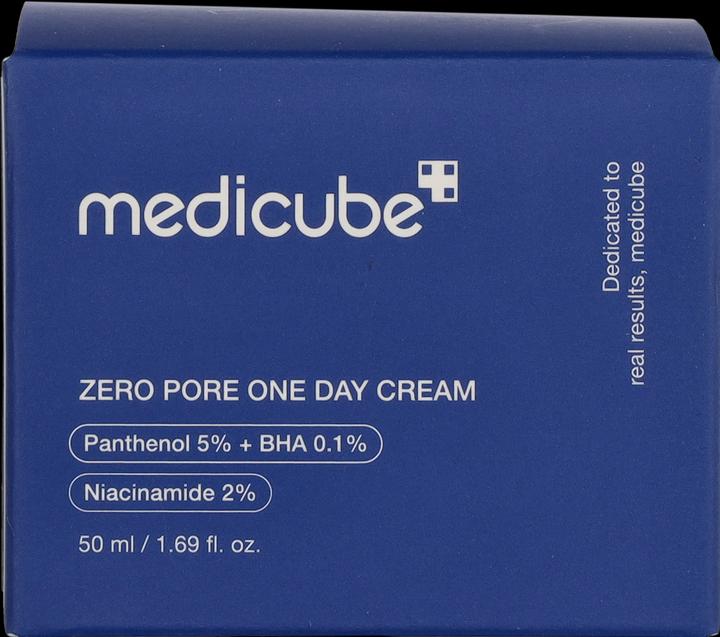 medicube
Dedicated to
real results, medicube
ZERO PORE ONE DAY CREAM
Panthenol 5% + BHA 0.1%
Niacinamide 2%
50 ml / 1.69 fl. oz.